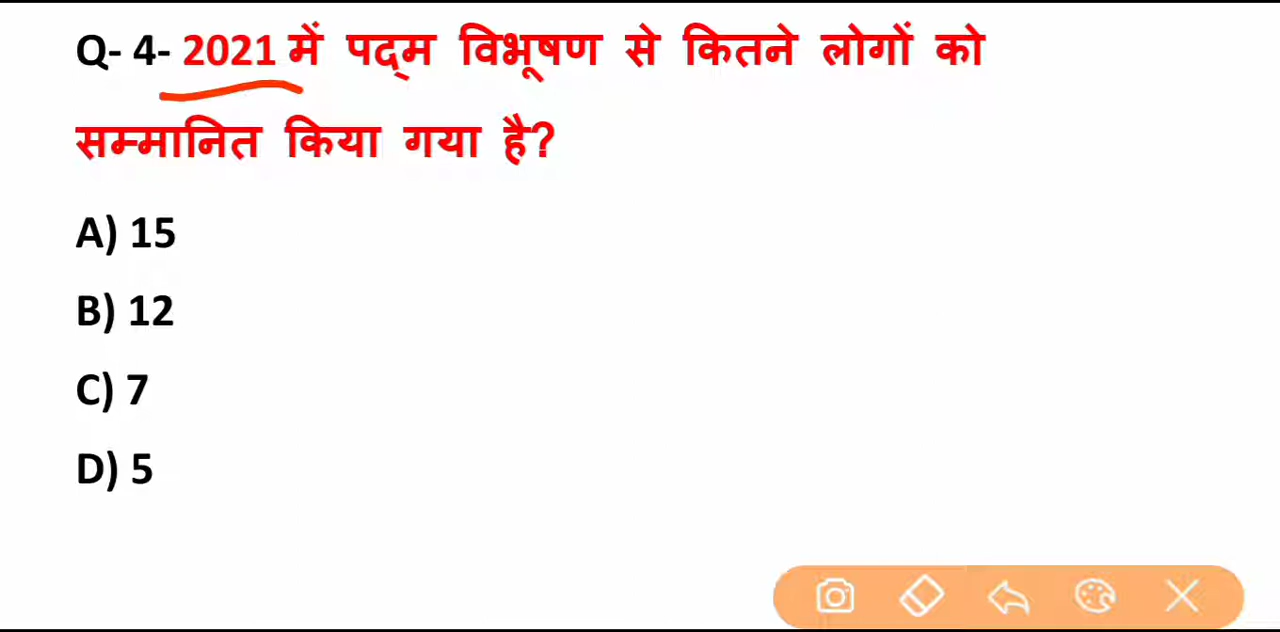 Q- 4- 2021 में पद्म विभूषण से कितने लोगों को
सम्मानित किया गया है?
A) 15
B) 12
C) 7
D) 5